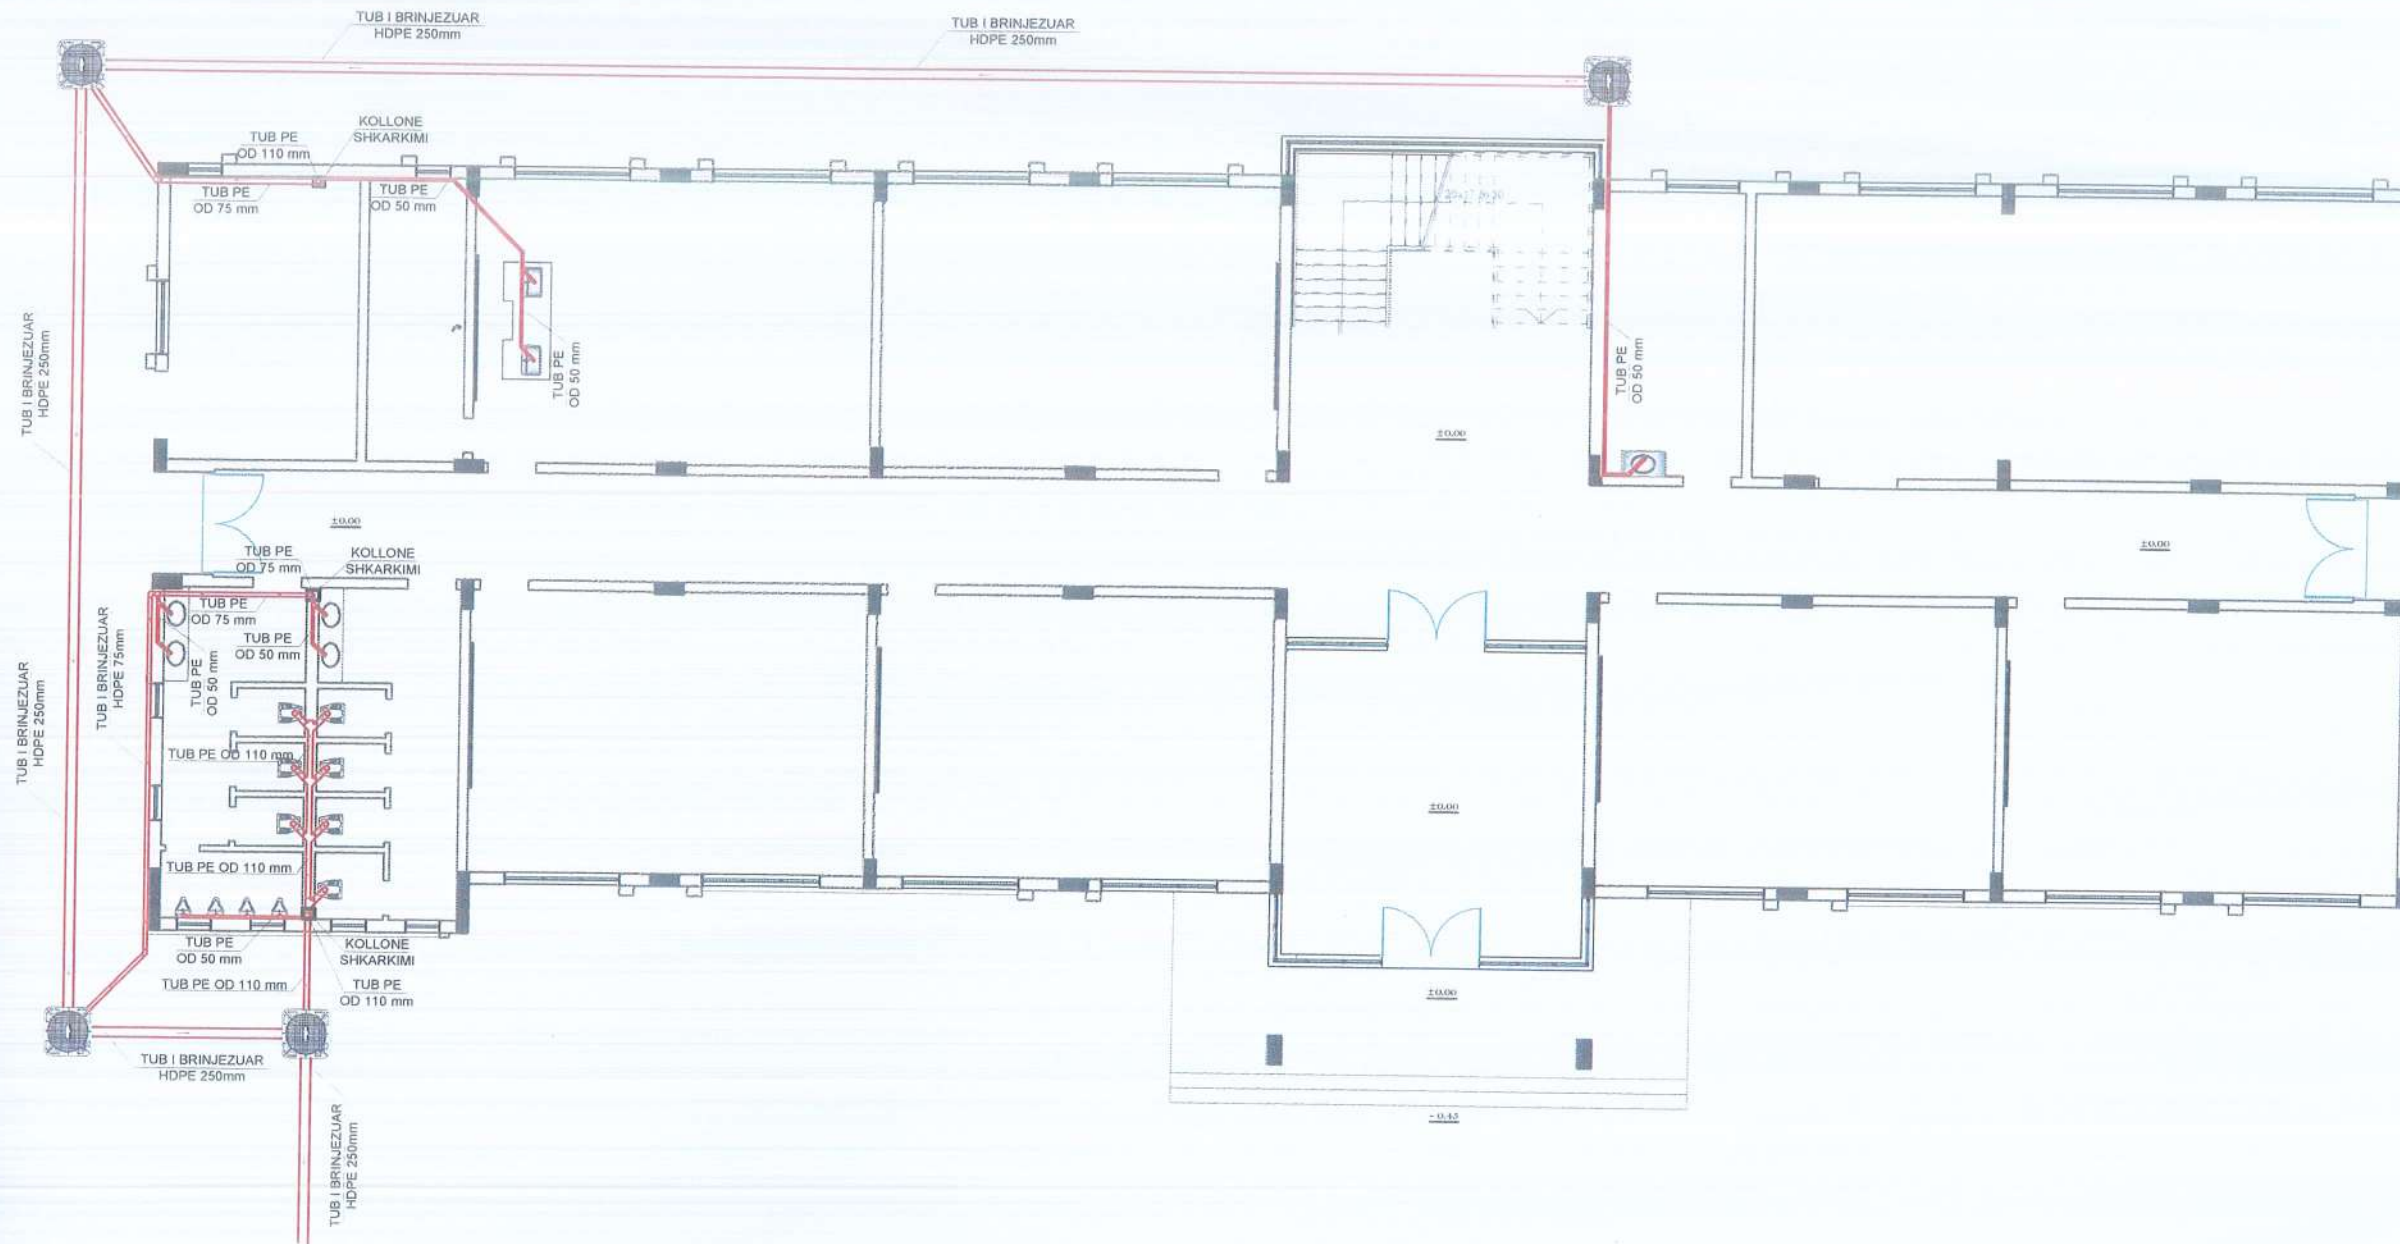 TUB I BRINJEZUAR
HDPE 250mm
TUB I BRINJEZUAR
HDPE 250mm
KOLLONE
SHKARKIMI
TUB PE
OD 110 mm
TUB PE
OD 75 mm
TUB PE
OD 50 mm
TUB I BRINJEZUAR
HDPE 250mm
TUB PE
OD 50 mm
TUB PE
OD 50 mm
±0.00
±0.00
±0.00
TUB PE
OD 75 mm
KOLLONE
SHKARKIMI
TUB PE
OD 75 mm
TUB PE
OD 50 mm
TUB PE
OD 50 mm
TUB I BRINJEZUAR
HDPE 75mm
TUB I BRINJEZUAR
HDPE 250mm
TUB PE OD 110 mm
±0.00
TUB PE OD 110 mm
TUB PE
OD 50 mm
KOLLONE
SHKARKIMI
TUB PE OD 110 mm
TUB PE
OD 110 mm
±0.00
TUB I BRINJEZUAR
HDPE 250mm
-0.45
TUB I BRINJEZUAR
HDPE 250mm